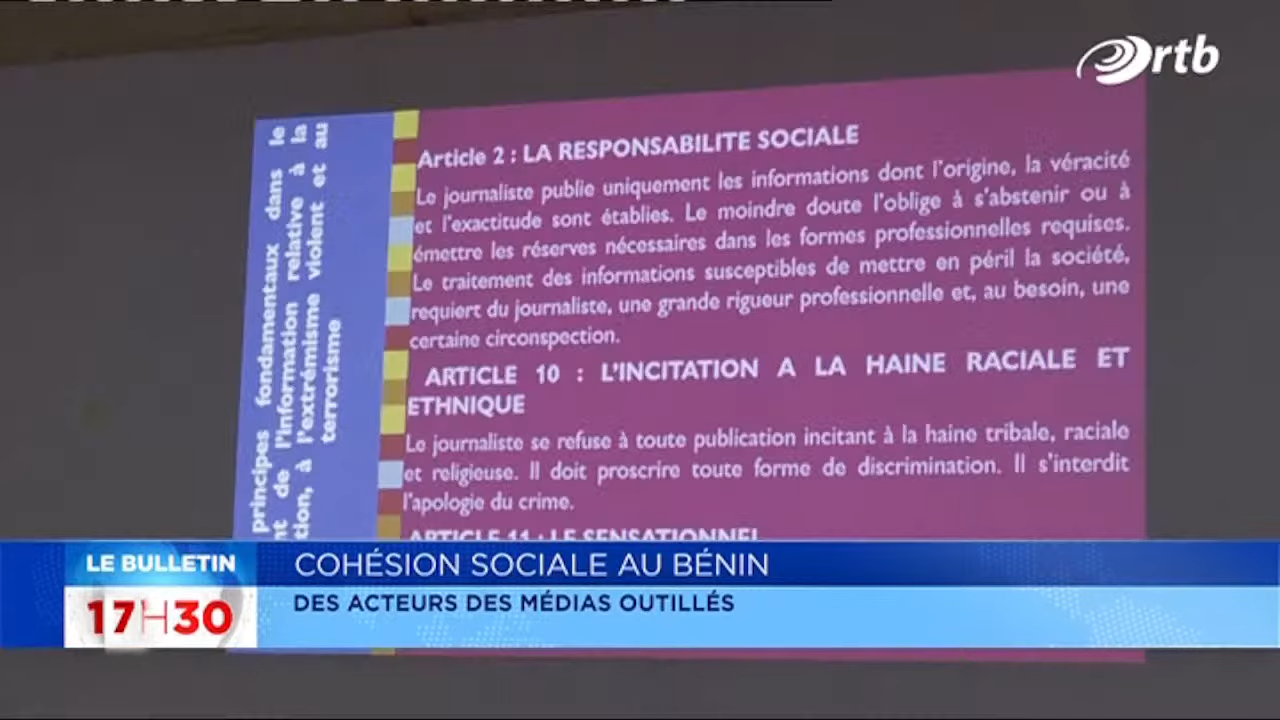 ortb
principes fondamentaux dans le
de l'information relative à la
à l'extrémisme violent et au
terrorisme
Article 2 : LA RESPONSABILITE SOCIALE
Le journaliste publie uniquement les informations dont l'origine, la véracité
et l'exactitude sont établies. Le moindre doute l'oblige à s'abstenir ou à
émettre les réserves nécessaires dans les formes professionnelles requises.
Le traitement des informations susceptibles de mettre en péril la société,
requiert du journaliste, une grande rigueur professionnelle et, au besoin, une
certaine circonspection.
ARTICLE 10 : L'INCITATION A LA HAINE RACIALE ET
ETHNIQUE
Le journaliste se refuse à toute publication incitant à la haine tribale, raciale
et religieuse. Il doit proscrire toute forme de discrimination. Il s'interdit
l'apologie du crime.
ARTICLE 11 : LE SENSATIONNEL
LE BULLETIN
17H30
COHÉSION SOCIALE AU BÉNIN
DES ACTEURS DES MÉDIAS OUTILLÉS